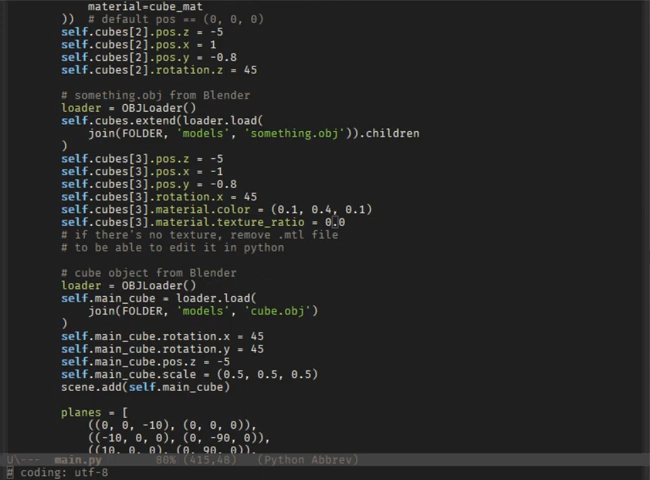 material=cube_mat
))  # default pos == (0, 0, 0)
self.cubes[2].pos.z = -5
self.cubes[2].pos.x = 1
self.cubes[2].pos.y = -0.8
self.cubes[2].rotation.z = 45
# something.obj from Blender
loader = OBJLoader()
self.cubes.extend(loader.load(
join(FOLDER, 'models', 'something.obj')).children
)
self.cubes[3].pos.z = -5
self.cubes[3].pos.x = -1
self.cubes[3].pos.y = -0.8
self.cubes[3].rotation.x = 45
self.cubes[3].material.color = (0.1, 0.4, 0.1)
self.cubes[3].material.texture_ratio = 0.0
# if there's no texture, remove .mtl file
# to be able to edit it in python
# cube object from Blender
loader = OBJLoader()
self.main_cube = loader.load(
join(FOLDER, 'models', 'cube.obj')
)
self.main_cube.rotation.x = 45
self.main_cube.rotation.y = 45
self.main_cube.pos.z = -5
self.main_cube.scale = (0.5, 0.5, 0.5)
scene.add(self.main_cube)
planes = [
((0, 0, -10), (0, 0, 0)),
((-10, 0, 0), (0, -90, 0)),
((10, 0, 0), (0, 90, 0)),
U\---  main.py        80% (415,48)   (Python Abbrev)
# coding: utf-8